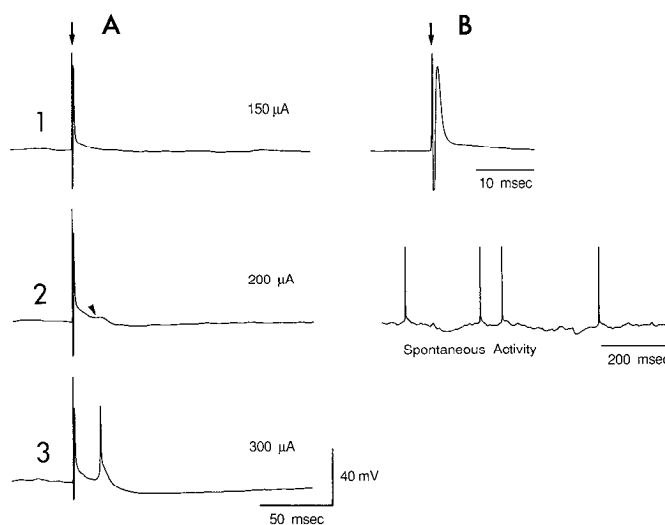 A
B
1
150 µA
10 msec
2
200 µA
Spontaneous Activity
200 msec
3
300 µA
40 mV
50 msec